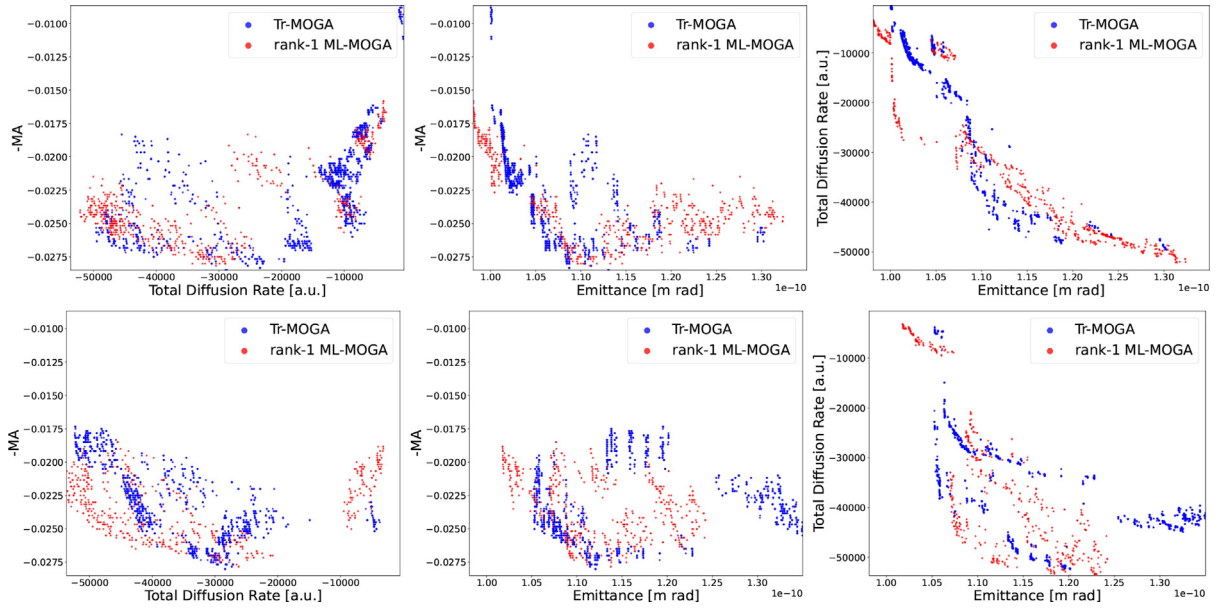 -MA
−0.0100
−0.0125
−0.0150
−0.0175
−0.0200
−0.0225
−0.0250
−0.0275
Tr-MOGA
rank-1 ML-MOGA
−50000 −40000 −30000 −20000 −10000
Total Diffusion Rate [a.u.]
-MA
−0.0100
−0.0125
−0.0150
−0.0175
−0.0200
−0.0225
−0.0250
−0.0275
Tr-MOGA
rank-1 ML-MOGA
1.00 1.05 1.10 1.15 1.20 1.25 1.30
1e−10
Emittance [m rad]
Total Diffusion Rate [a.u.]
−10000
−20000
−30000
−40000
−50000
Tr-MOGA
rank-1 ML-MOGA
1.00 1.05 1.10 1.15 1.20 1.25 1.30
1e−10
Emittance [m rad]
-MA
−0.0100
−0.0125
−0.0150
−0.0175
−0.0200
−0.0225
−0.0250
−0.0275
Tr-MOGA
rank-1 ML-MOGA
−50000 −40000 −30000 −20000 −10000
Total Diffusion Rate [a.u.]
-MA
−0.0100
−0.0125
−0.0150
−0.0175
−0.0200
−0.0225
−0.0250
−0.0275
Tr-MOGA
rank-1 ML-MOGA
1.00 1.05 1.10 1.15 1.20 1.25 1.30
1e−10
Emittance [m rad]
Total Diffusion Rate [a.u.]
−10000
−20000
−30000
−40000
−50000
Tr-MOGA
rank-1 ML-MOGA
1.00 1.05 1.10 1.15 1.20 1.25 1.30
1e−10
Emittance [m rad]